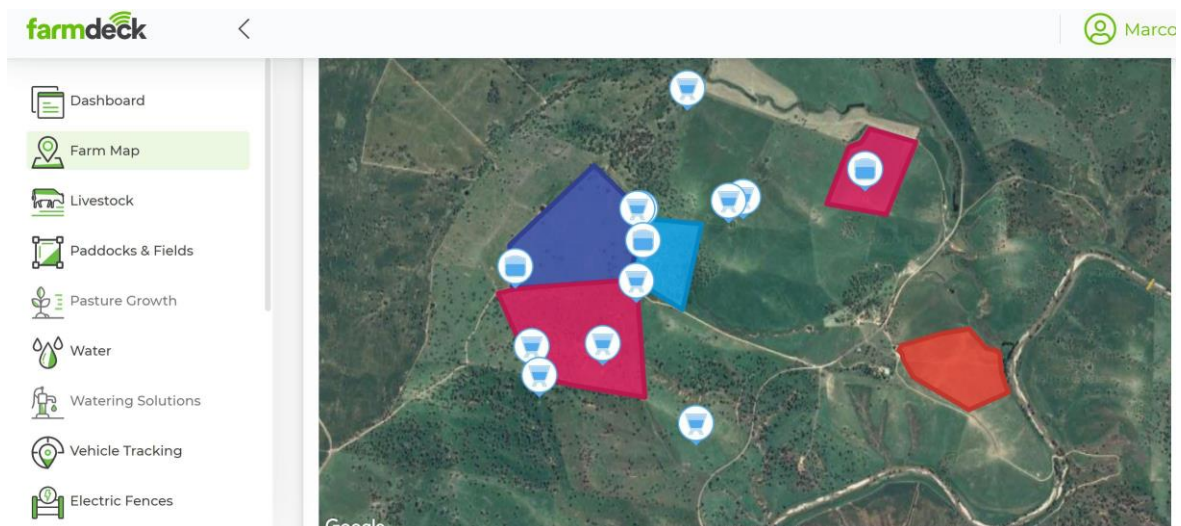 farmdeck
Marco
Dashboard
Farm Map
Livestock
Paddocks & Fields
Pasture Growth
Water
Watering Solutions
Vehicle Tracking
Electric Fences
Google